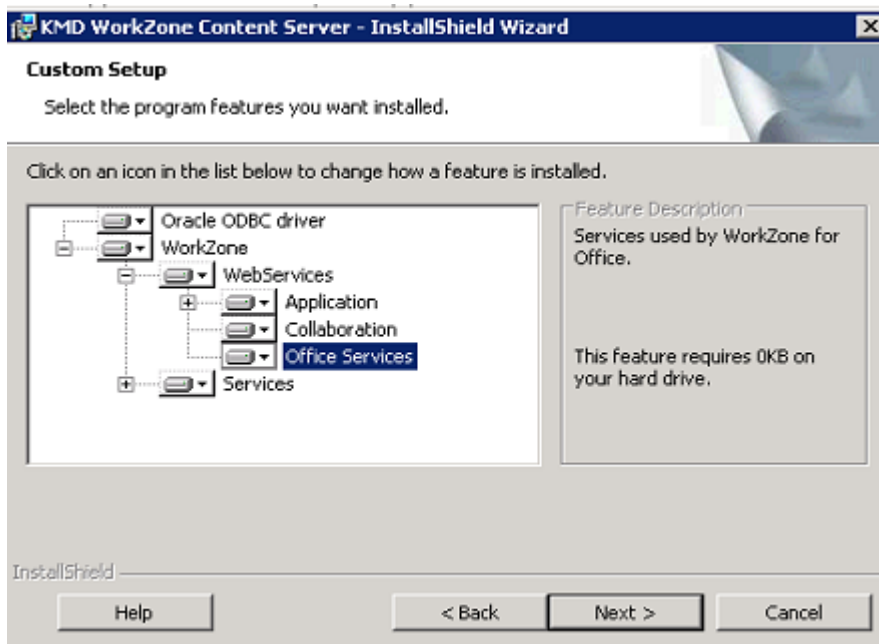 KMD WorkZone Content Server - InstallShield Wizard
Custom Setup
Select the program features you want installed.
Click on an icon in the list below to change how a feature is installed.
Oracle ODBC driver
WorkZone
WebServices
Application
Collaboration
Office Services
Services
Feature Description
Services used by WorkZone for
Office.
This feature requires 0KB on
your hard drive.
InstallShield
Help
< Back
Next >
Cancel